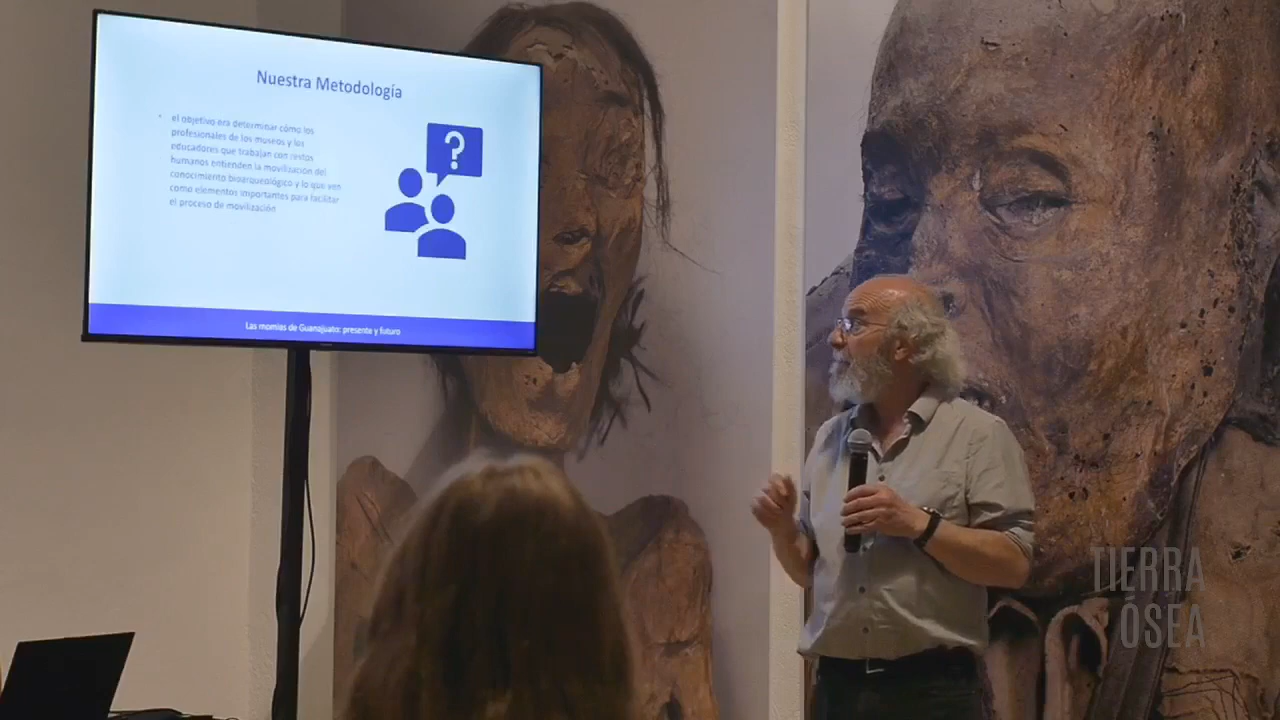 Nuestra Metodología
• el objetivo era determinar cómo los
profesionales de los museos y los
educadores que trabajan con restos
humanos entienden la movilización del
conocimiento bioarqueológico y lo que ven
como elementos importantes para facilitar
el proceso de movilización
?
Las momias de Guanajuato: presente y futuro
TIERRA
ÓSEA